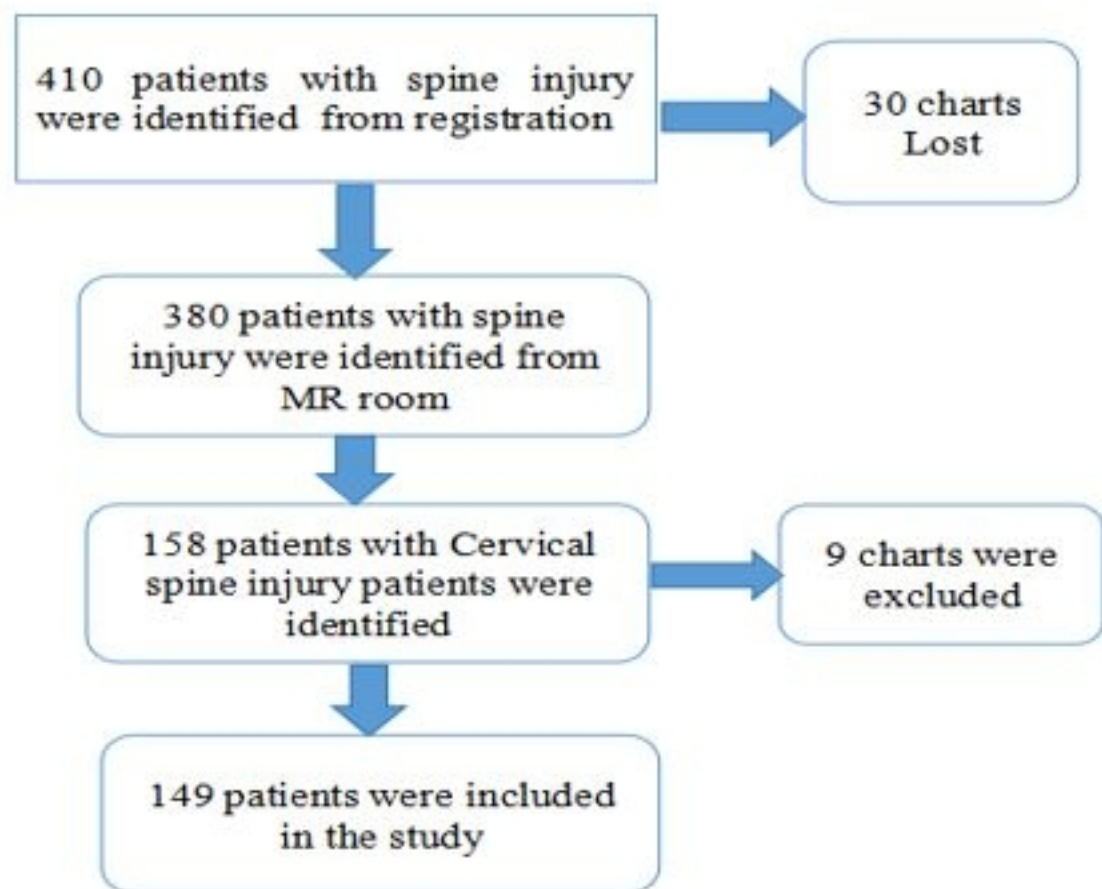 410 patients with spine injury
were identified from registration
30 charts
Lost
380 patients with spine
injury were identified from
MR room
158 patients with Cervical
spine injury patients were
identified
9 charts were
excluded
149 patients were included
in the study